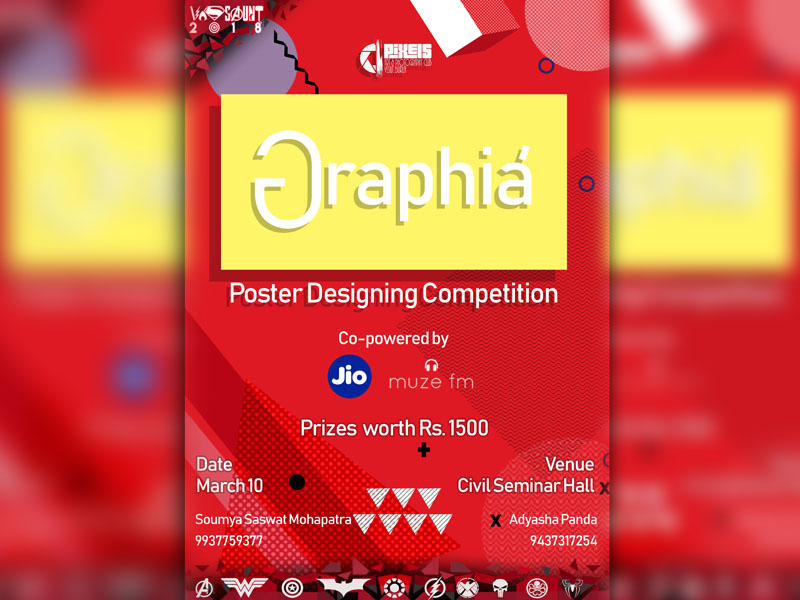 2018
PiXELS
Graphiá
Poster Designing Competition
Co-powered by
Jio
muze fm
Prizes worth Rs. 1500
Date
March 10
Venue
Civil Seminar Hall
Soumya Saswat Mohapatra
9937759377
Adyasha Panda
9437317254